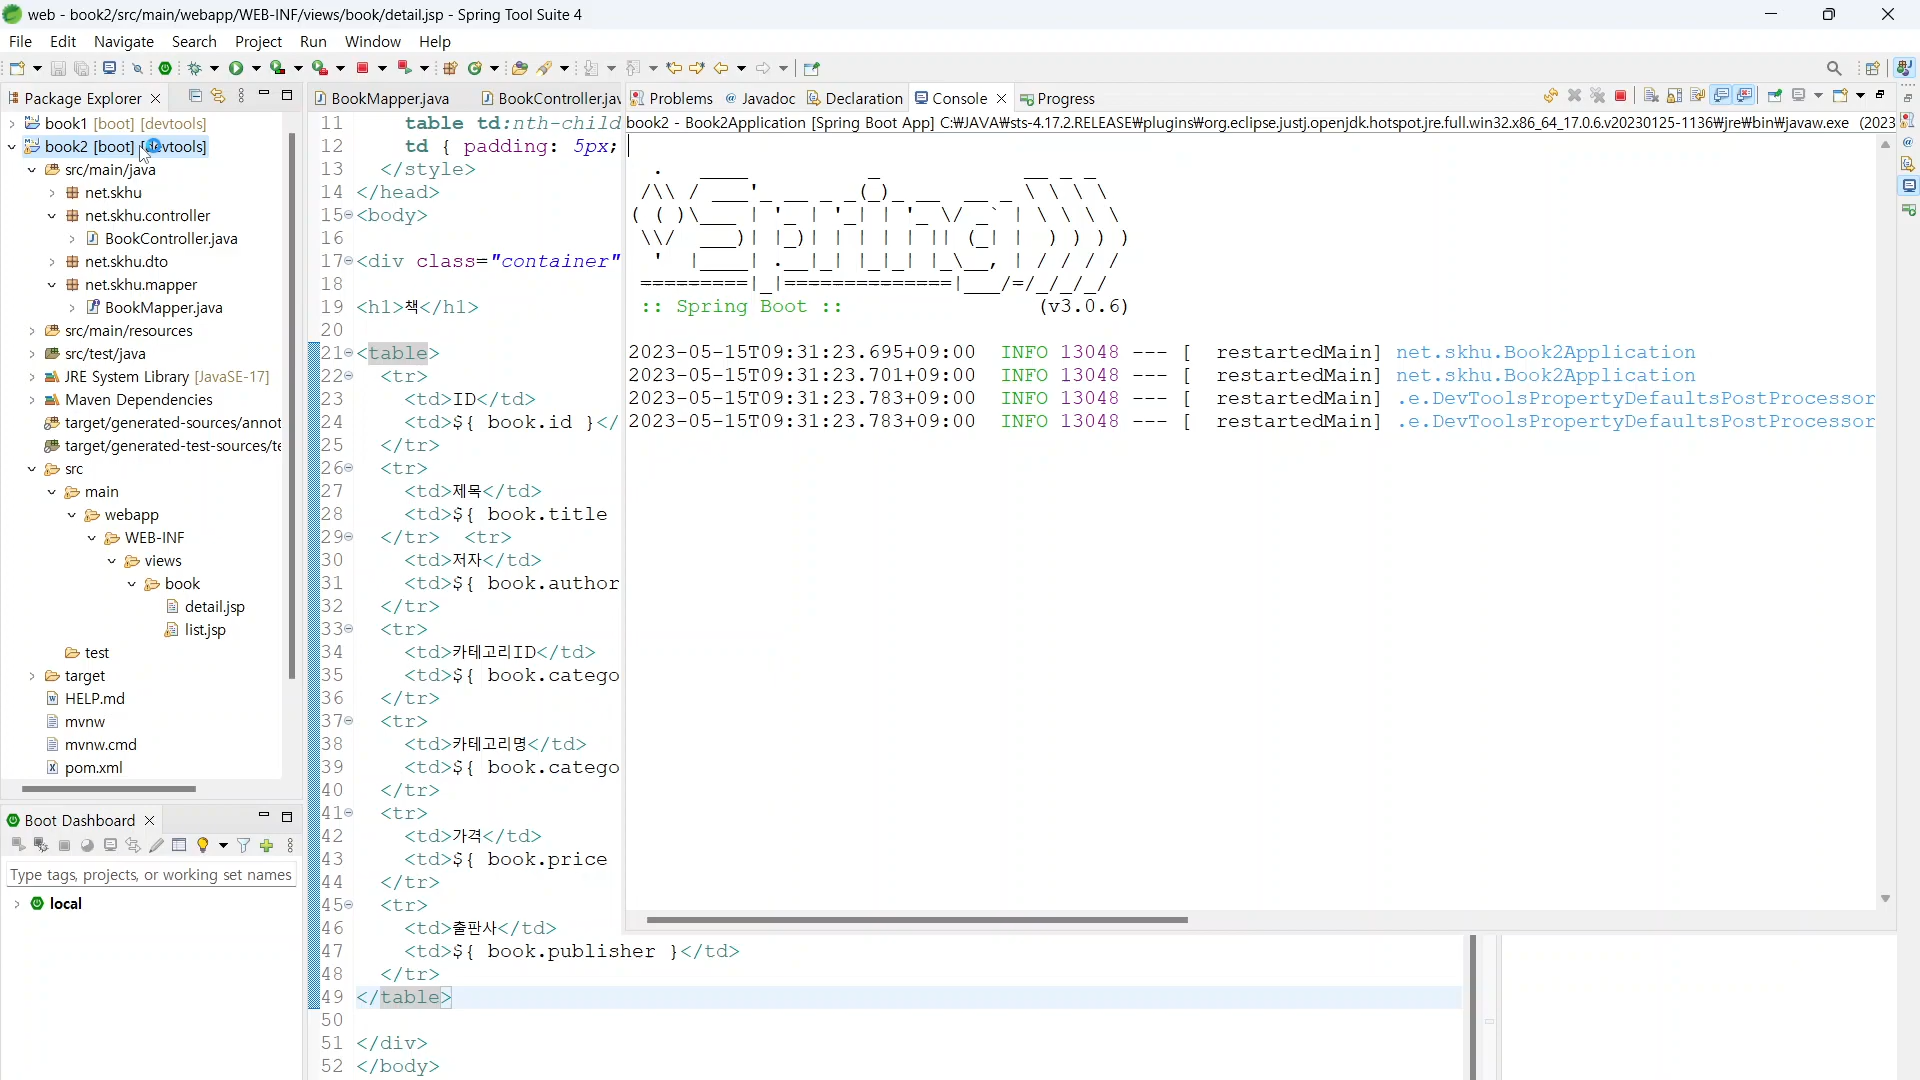 web - book2/src/main/webapp/WEB-INF/views/book/detail.jsp - Spring Tool Suite 4
File Edit Navigate Search Project Run Window Help
Package Explorer
book1 [boot] [devtools]
book2 [boot] [devtools]
src/main/java
net.skhu
net.skhu.controller
BookController.java
net.skhu.dto
net.skhu.mapper
BookMapper.java
src/main/resources
src/test/java
JRE System Library [JavaSE-17]
Maven Dependencies
target/generated-sources/annot
target/generated-test-sources/te
src
main
webapp
WEB-INF
views
book
detail.jsp
list.jsp
test
target
HELP.md
mvnw
mvnw.cmd
pom.xml
Boot Dashboard
Type tags, projects, or working set names
local
BookMapper.java BookController.jav
11 table td:nth-child
12 td { padding: 5px;
13 </style>
14 </head>
15 <body>
16
17 <div class="container"
18
19 <h1>책</h1>
20
21 <table>
22 <tr>
23 <td>ID</td>
24 <td>${ book.id }</
25 </tr>
26 <tr>
27 <td>제목</td>
28 <td>${ book.title
29 </tr> <tr>
30 <td>저자</td>
31 <td>${ book.author
32 </tr>
33 <tr>
34 <td>카테고리ID</td>
35 <td>${ book.catego
36 </tr>
37 <tr>
38 <td>카테고리명</td>
39 <td>${ book.catego
40 </tr>
41 <tr>
42 <td>가격</td>
43 <td>${ book.price
44 </tr>
45 <tr>
46 <td>출판사</td>
47 <td>${ book.publisher }</td>
48 </tr>
49 </table>
50
51 </div>
52 </body>
Problems @ Javadoc Declaration Console Progress
book2 - Book2Application [Spring Boot App] C:₩JAVA₩sts-4.17.2.RELEASE₩plugins₩org.eclipse.justj.openjdk.hotspot.jre.full.win32.x86_64_17.0.6.v20230125-1136₩jre₩bin₩javaw.exe (2023
Spring
:: Spring Boot :: (v3.0.6)
2023-05-15T09:31:23.695+09:00 INFO 13048 --- [ restartedMain] net.skhu.Book2Application
2023-05-15T09:31:23.701+09:00 INFO 13048 --- [ restartedMain] net.skhu.Book2Application
2023-05-15T09:31:23.783+09:00 INFO 13048 --- [ restartedMain] .e.DevToolsPropertyDefaultsPostProcessor
2023-05-15T09:31:23.783+09:00 INFO 13048 --- [ restartedMain] .e.DevToolsPropertyDefaultsPostProcessor